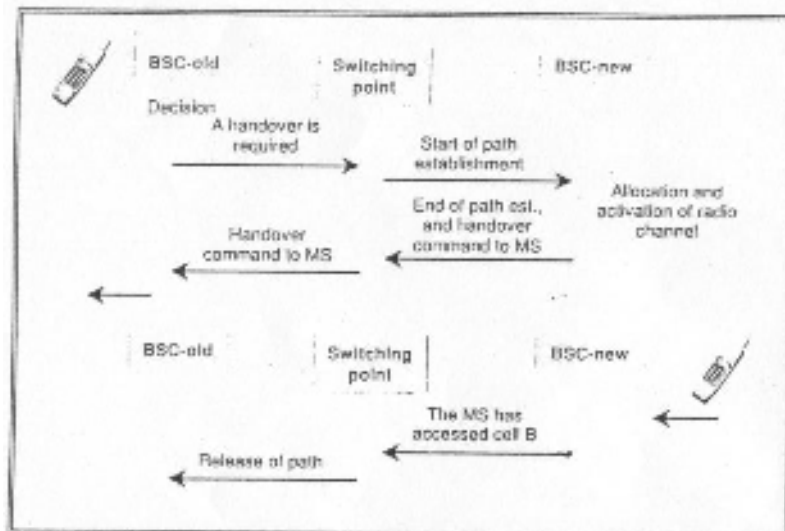 BSC-old
Switching
point
BSC-new
Decision
A handover is
required
Start of path
establishment
Allocation and
activation of radio
channel
End of path est.,
and handover
command to MS
Handover
command to MS
BSC-old
Switching
point
BSC-new
The MS has
accessed cell B
Release of path